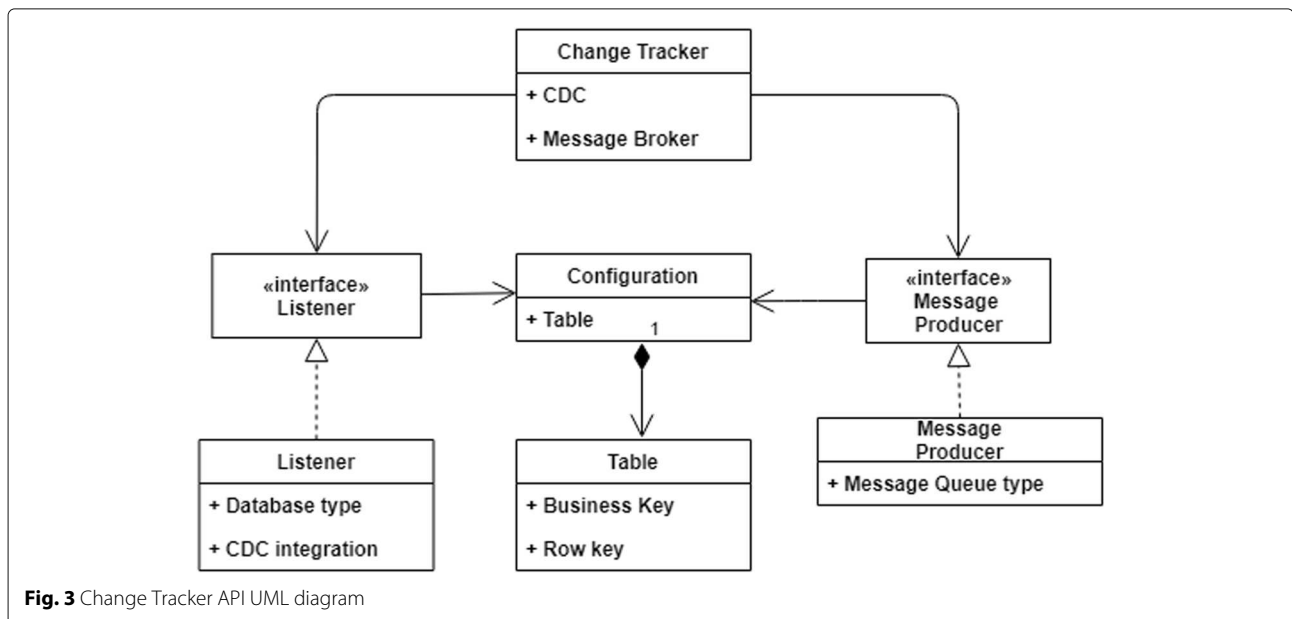 Change Tracker
+ CDC
+ Message Broker
«interface»
Listener
Configuration
+ Table
1
«interface»
Message
Producer
Listener
+ Database type
+ CDC integration
Table
+ Business Key
+ Row key
Message
Producer
+ Message Queue type
Fig. 3 Change Tracker API UML diagram